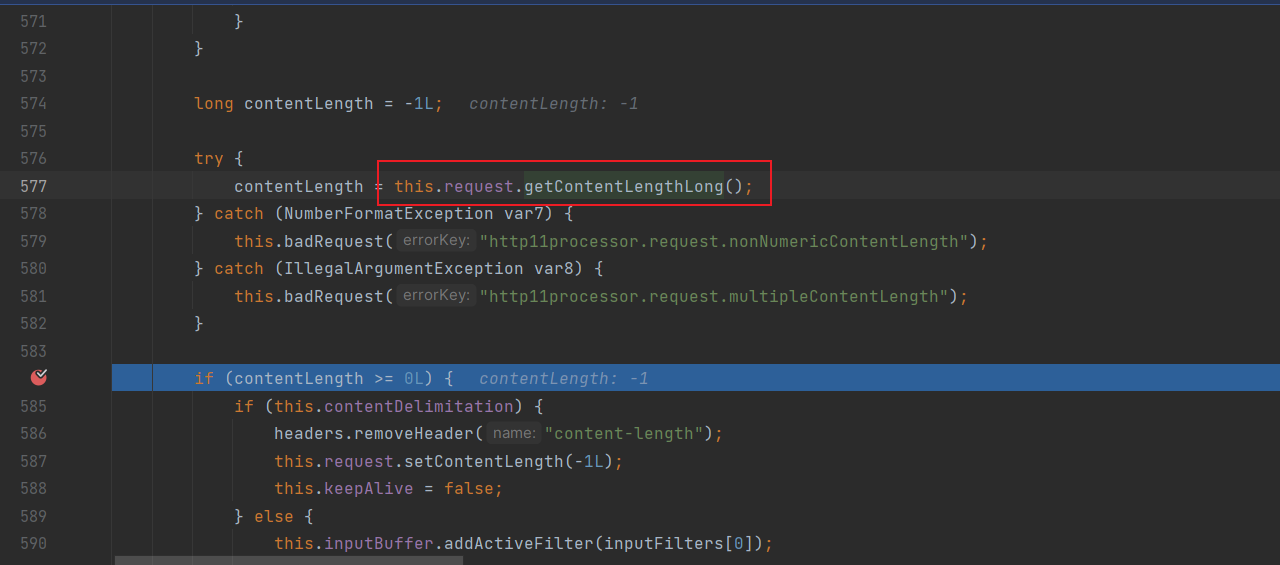 571 }
572 }
573
574 long contentLength = -1L; contentLength: -1
575
576 try {
577 contentLength = this.request.getContentLengthLong();
578 } catch (NumberFormatException var7) {
579 this.badRequest( errorKey: "http11processor.request.nonNumericContentLength");
580 } catch (IllegalArgumentException var8) {
581 this.badRequest( errorKey: "http11processor.request.multipleContentLength");
582 }
583
if (contentLength >= 0L) { contentLength: -1
585 if (this.contentDelimitation) {
586 headers.removeHeader( name: "content-length");
587 this.request.setContentLength(-1L);
588 this.keepAlive = false;
589 } else {
590 this.inputBuffer.addActiveFilter(inputFilters[0]);